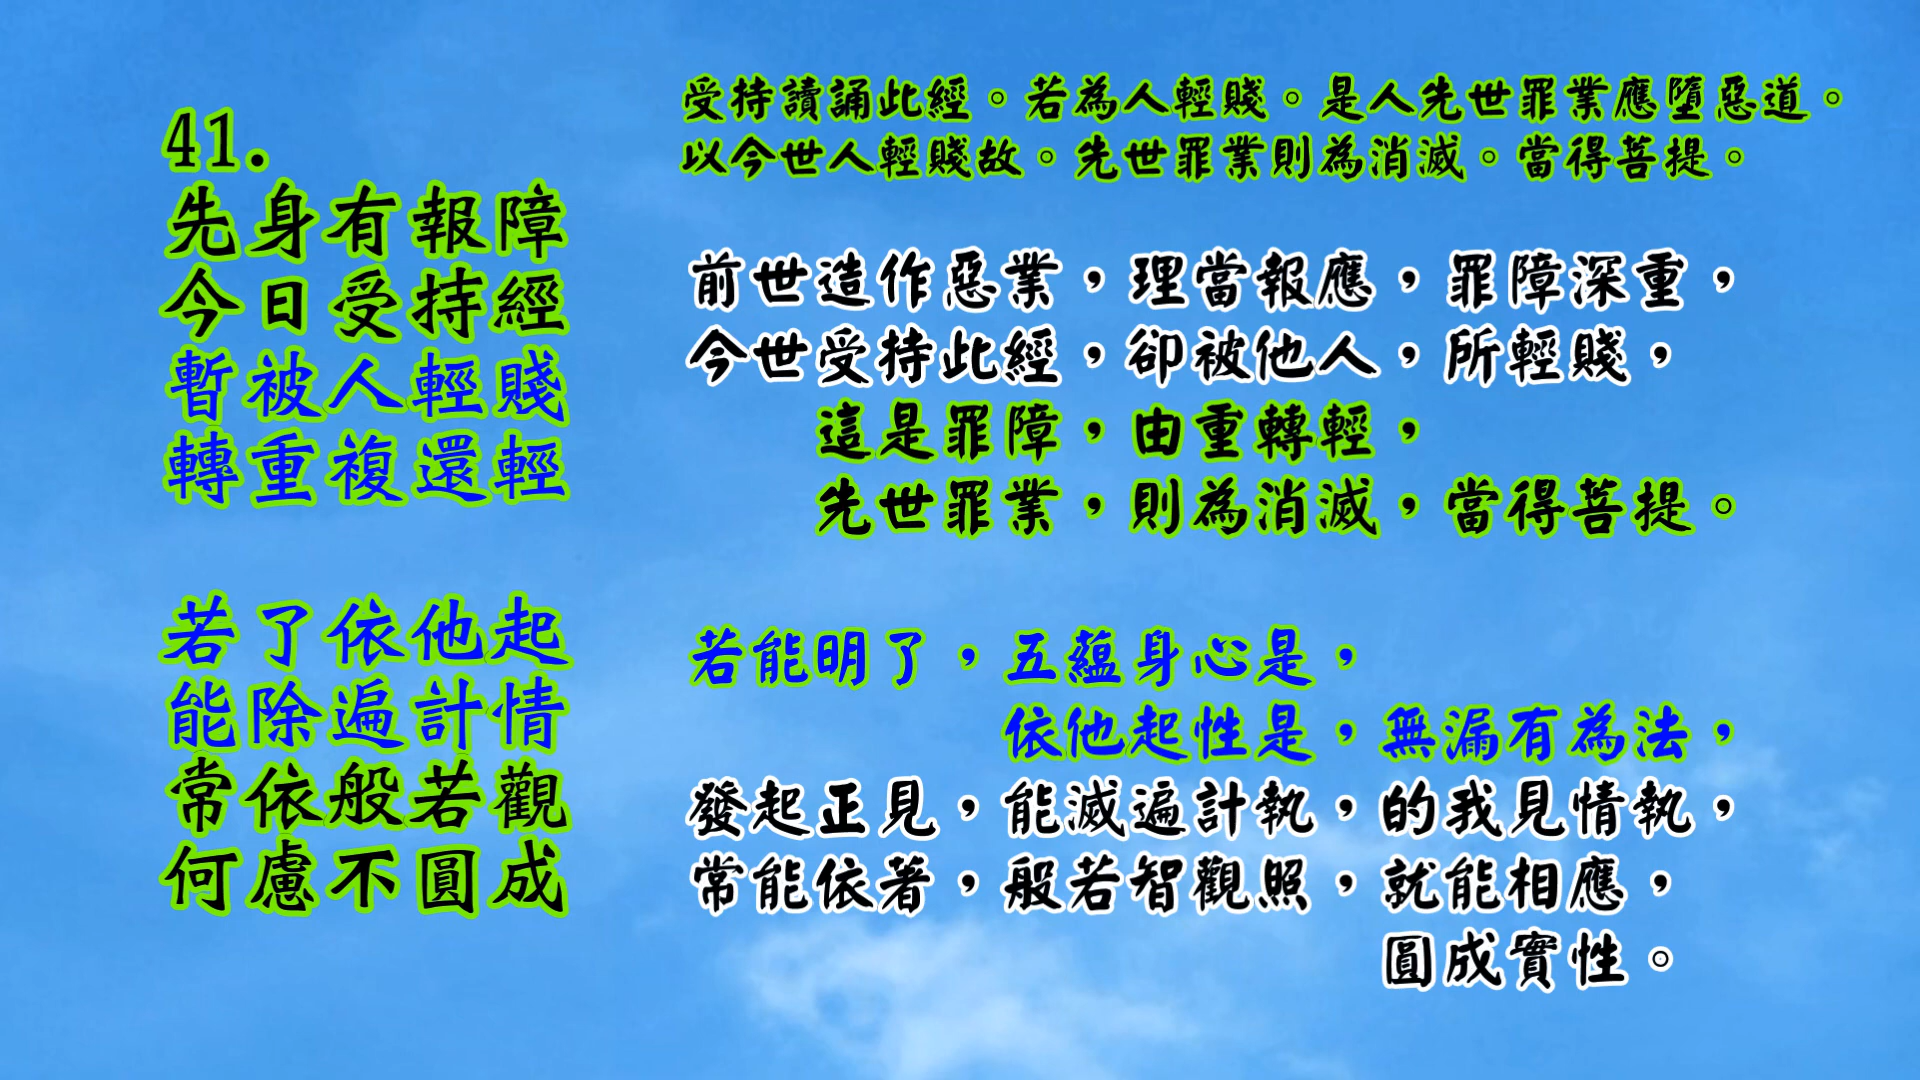 41.
先身有報障
今日受持經
暫被人輕賤
轉重複還輕
若了依他起
能除遍計情
常依般若觀
何慮不圓成
受持讀誦此經。若為人輕賤。是人先世罪業應墮惡道。
以今世人輕賤故。先世罪業則為消滅。當得菩提。
前世造作惡業，理當報應，罪障深重，
今世受持此經，卻被他人，所輕賤，
這是罪障，由重轉輕，
先世罪業，則為消滅，當得菩提。
若能明了，五蘊身心是，
依他起性是，無漏有為法，
發起正見，能滅遍計執，的我見情執，
常能依著，般若智觀照，就能相應，
圓成實性。